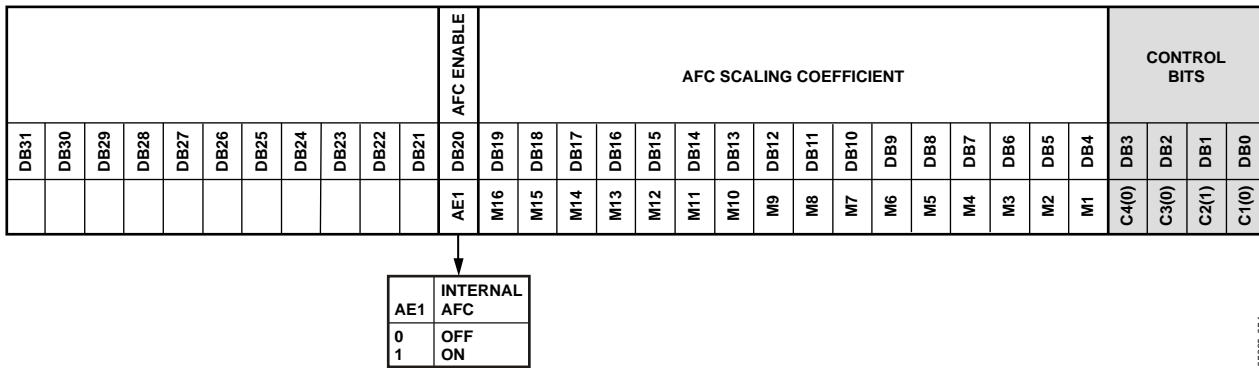 AFC ENABLE
AFC SCALING COEFFICIENT
CONTROL
BITS
DB31 DB30 DB29 DB28 DB27 DB26 DB25 DB24 DB23 DB22 DB21 DB20 DB19 DB18 DB17 DB16 DB15 DB14 DB13 DB12 DB11 DB10 DB9 DB8 DB7 DB6 DB5 DB4 DB3 DB2 DB1 DB0
AE1 M16 M15 M14 M13 M12 M11 M10 M9 M8 M7 M6 M5 M4 M3 M2 M1 C4(0) C3(0) C2(1) C1(0)
INTERNAL
AE1 AFC
0 OFF
1 ON